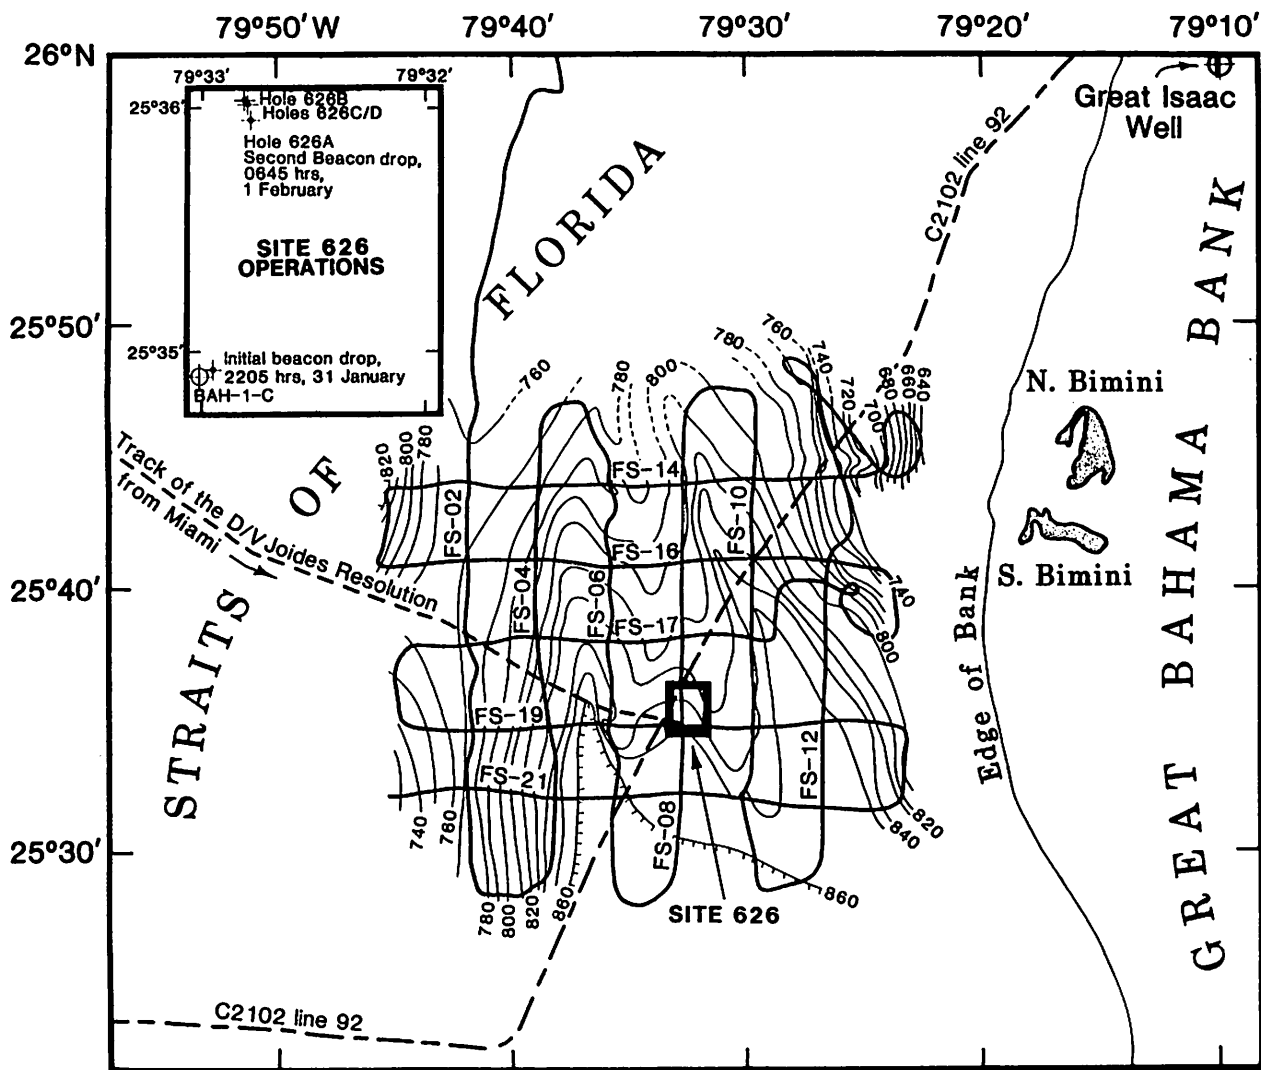 79°50'W
79°40'
79°30'
79°20'
79°10'
26°N
25°50'
25°40'
25°30'
79°33'
79°32'
25°36'
25°35'
Hole 626B
Holes 626C/D
Hole 626A
Second Beacon drop,
0645 hrs,
1 February
SITE 626
OPERATIONS
Initial beacon drop,
2205 hrs, 31 January
BAH-1-C
Great Isaac
Well
C2102 line 92
STRAITS
OF
FLORIDA
GREAT BAHAMA BANK
N. Bimini
S. Bimini
Edge of Bank
Track of the D/V Joides Resolution
from Miami
760
780
800
780
760
740
720
700
680
660
640
820
800
780
FS-14
FS-02
FS-10
FS-16
FS-04
FS-06
FS-17
740
800
FS-19
FS-21
FS-12
FS-08
740
760
780
800
820
860
820
840
860
SITE 626
C2102 line 92